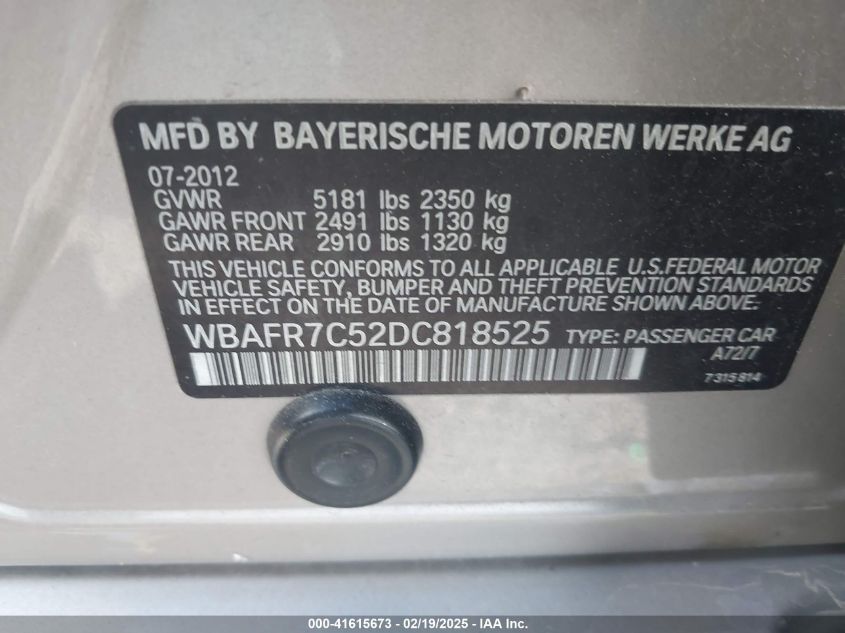 MFD BY BAYERISCHE MOTOREN WERKE AG
07-2012
GVWR 5181 lbs 2350 kg
GAWR FRONT 2491 lbs 1130 kg
GAWR REAR 2910 lbs 1320 kg
THIS VEHICLE CONFORMS TO ALL APPLICABLE U.S.FEDERAL MOTOR
VEHICLE SAFETY, BUMPER AND THEFT PREVENTION STANDARDS
IN EFFECT ON THE DATE OF MANUFACTURE SHOWN ABOVE.
WBAFR7C52DC818525 TYPE: PASSENGER CAR
A72/7
7315814
000-41615673 - 02/19/2025 - IAA Inc.